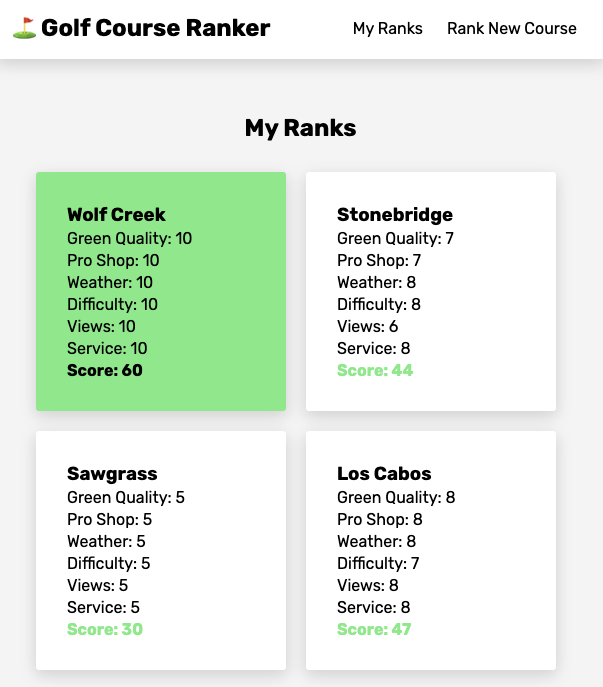 Golf Course Ranker
My Ranks
Rank New Course
My Ranks
Wolf Creek
Green Quality: 10
Pro Shop: 10
Weather: 10
Difficulty: 10
Views: 10
Service: 10
Score: 60
Stonebridge
Green Quality: 7
Pro Shop: 7
Weather: 8
Difficulty: 8
Views: 6
Service: 8
Score: 44
Sawgrass
Green Quality: 5
Pro Shop: 5
Weather: 5
Difficulty: 5
Views: 5
Service: 5
Score: 30
Los Cabos
Green Quality: 8
Pro Shop: 8
Weather: 8
Difficulty: 7
Views: 8
Service: 8
Score: 47